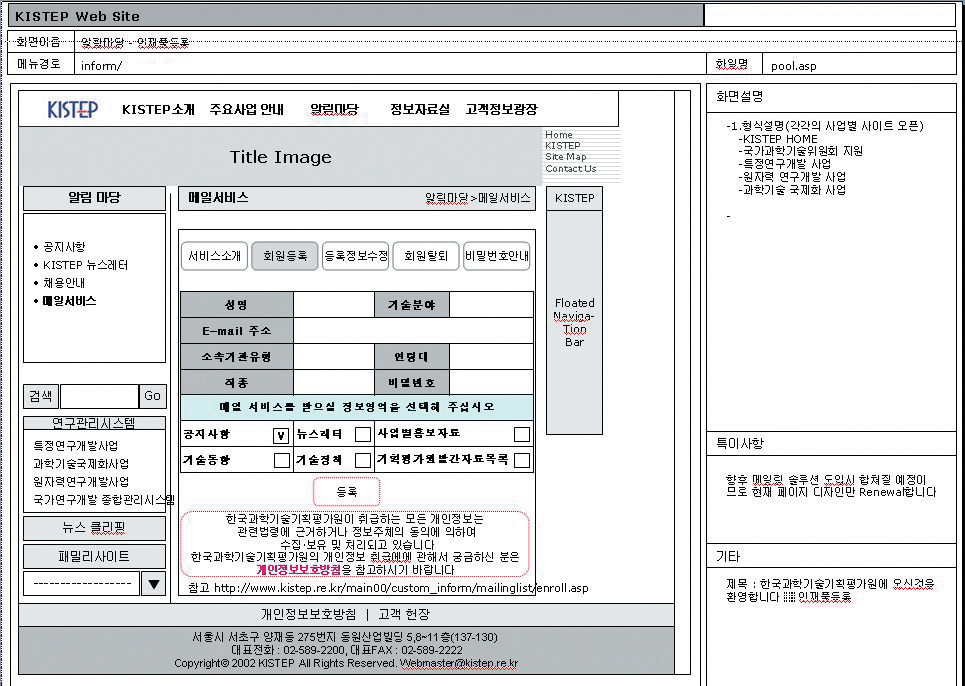 KISTEP Web Site
화면이름
알림마당 - 인재풀등록
메뉴경로
inform/
화일명
pool.asp
KISTEP
KISTEP소개
주요사업 안내
알림마당
정보자료실
고객정보광장
Title Image
Home
KISTEP
Site Map
Contact Us
알림 마당
공지사항
KISTEP 뉴스레터
채용안내
메일서비스
검색
Go
연구관리시스템
특정연구개발사업
과학기술국제화사업
원자력연구개발사업
국가연구개발 종합관리시스템
뉴스 클리핑
패밀리사이트
------------------
▼
메일서비스
알림마당>메일서비스
서비스소개
회원등록
등록정보수정
회원탈퇴
비밀번호안내
성명
기술분야
E-mail 주소
소속기관유형
연령대
직종
비밀번호
메일 서비스를 받으실 정보영역을 선택해 주십시오
공지사항
V
뉴스레터
사업별홍보자료
기술동향
기술정책
기획평가원발간자료목록
등록
한국과학기술기획평가원이 취급하는 모든 개인정보는
관련법령에 근거하거나 정보주체의 동의에 의하여
수집·보유 및 처리되고 있습니다
한국과학기술기획평가원의 개인정보 취급에에 관해서 궁금하신 분은
개인정보보호방침을 참고하시기 바랍니다
참고 http://www.kistep.re.kr/main00/custom_inform/mailinglist/enroll.asp
KISTEP
Floated
Naviga-
Tion
Bar
개인정보보호방침 | 고객 헌장
서울시 서초구 양재동 275번지 동원산업빌딩 5,8~11층(137-130)
대표전화 : 02-589-2200, 대표FAX : 02-589-2222
Copyright© 2002 KISTEP All Rights Reserved. Webmaster@kistep.re.kr
화면설명
-1.형식설명(각각의 사업별 사이트 오픈)
-KISTEP HOME
-국가과학기술위원회 지원
-특정연구개발 사업
-원자력 연구개발 사업
-과학기술 국제화 사업
-
특이사항
향후 메일링 솔루션 도입시 합쳐질 예정이
므로 현재 페이지 디자인만 Renewal합니다
기타
제목 : 한국과학기술기획평가원에 오신것을
환영합니다 인재풀등록